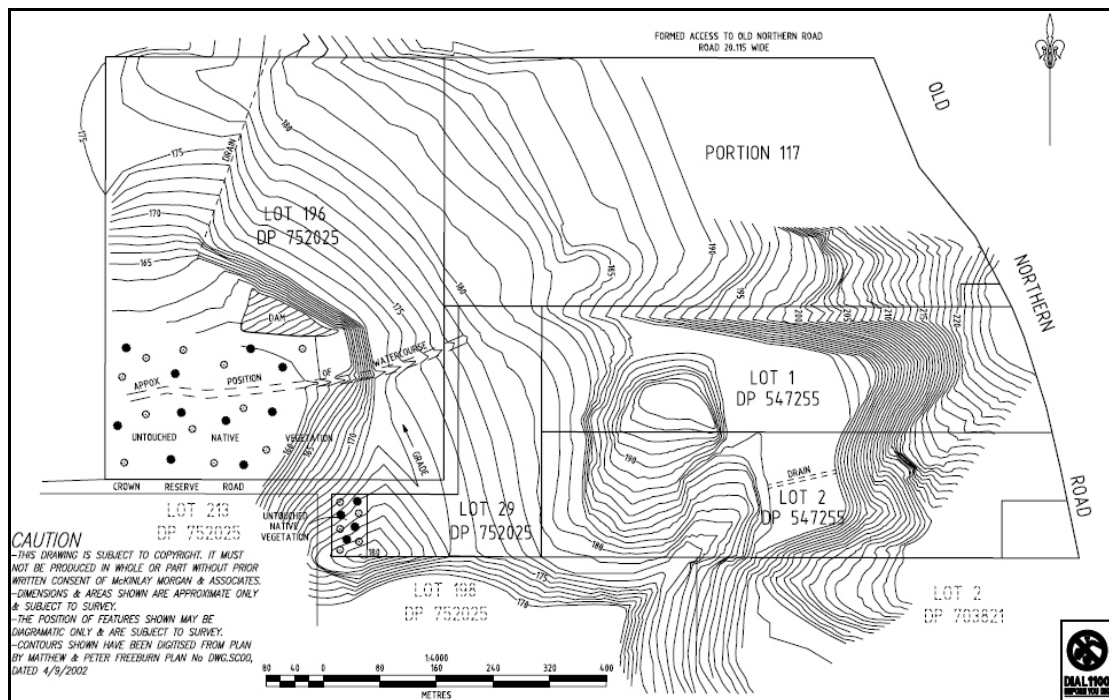 FORMED ACCESS TO OLD NORTHERN ROAD
ROAD 20.115 WIDE
OLD
NORTHERN
ROAD
PORTION 117
175
175
180
DRAIN
170
LOT 196
DP 752025
165
185
190
195
200
205
210
215
220
180
175
DAM
WATERCOURSE
OF
POSITION
APPOX
LOT 1
DP 547255
UNTOUCHED NATIVE VEGETATION
170
165
160
GRADE
190
DRAIN
LOT 2
DP 547255
CROWN RESERVE ROAD
LOT 213
DP 752025
UNTOUCHED
NATIVE
VEGETATION
LOT 29
DP 752025
180
180
175
170
LOT 198
DP 752025
LOT 2
DP 703821
CAUTION
-THIS DRAWING IS SUBJECT TO COPYRIGHT. IT MUST
NOT BE PRODUCED IN WHOLE OR PART WITHOUT PRIOR
WRITTEN CONSENT OF McKINLAY MORGAN & ASSOCIATES.
-DIMENSIONS & AREAS SHOWN ARE APPROXIMATE ONLY
& SUBJECT TO SURVEY.
-THE POSITION OF FEATURES SHOWN MAY BE
DIAGRAMATIC ONLY & ARE SUBJECT TO SURVEY.
-CONTOURS SHOWN HAVE BEEN DIGITISED FROM PLAN
BY MATTHEW & PETER FREEBURN PLAN No DWG.SC00,
DATED 4/9/2002
1:4000
80 40 0 80 160 240 320 400
METRES
DIAL 1100
BEFORE YOU DIG